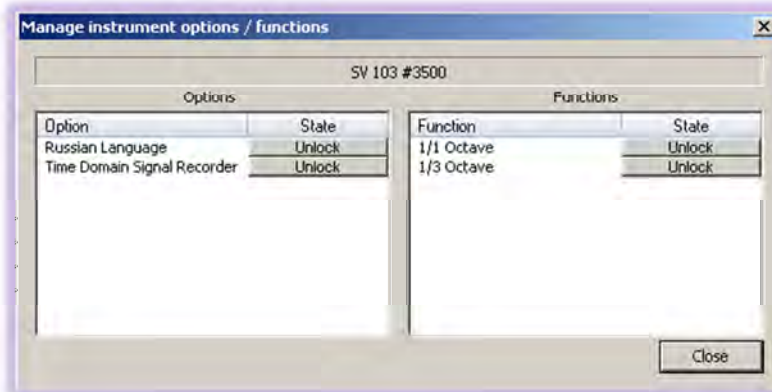 Manage instrument options / functions
SV 103 #3500
Options
Functions
Option State
Function State
Russian Language Unlock
1/1 Octave Unlock
Time Domain Signal Recorder Unlock
1/3 Octave Unlock
Close